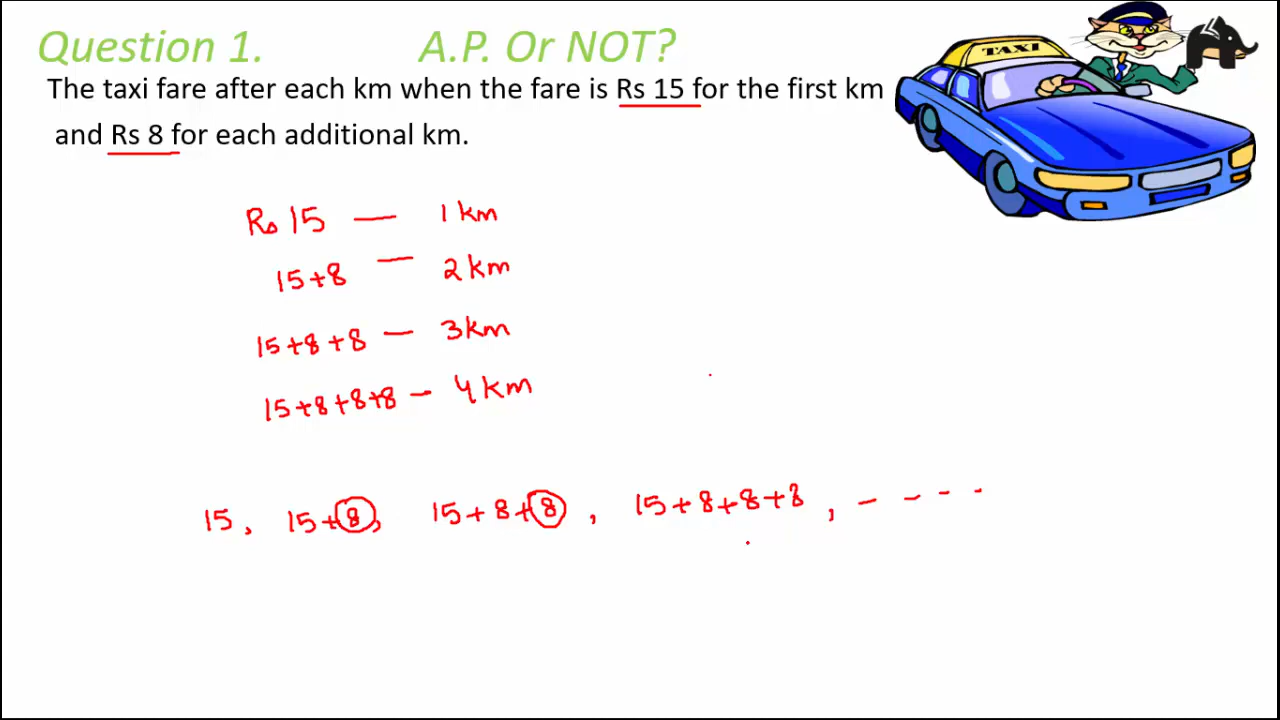 Question 1. A.P. Or NOT?
TAXI
The taxi fare after each km when the fare is Rs 15 for the first km
and Rs 8 for each additional km.
Rs 15 — 1 km
15+8 — 2 km
15+8+8 — 3 km
15+8+8+8 - 4 km
15, 15+8, 15+8+8, 15+8+8+8, - - - -